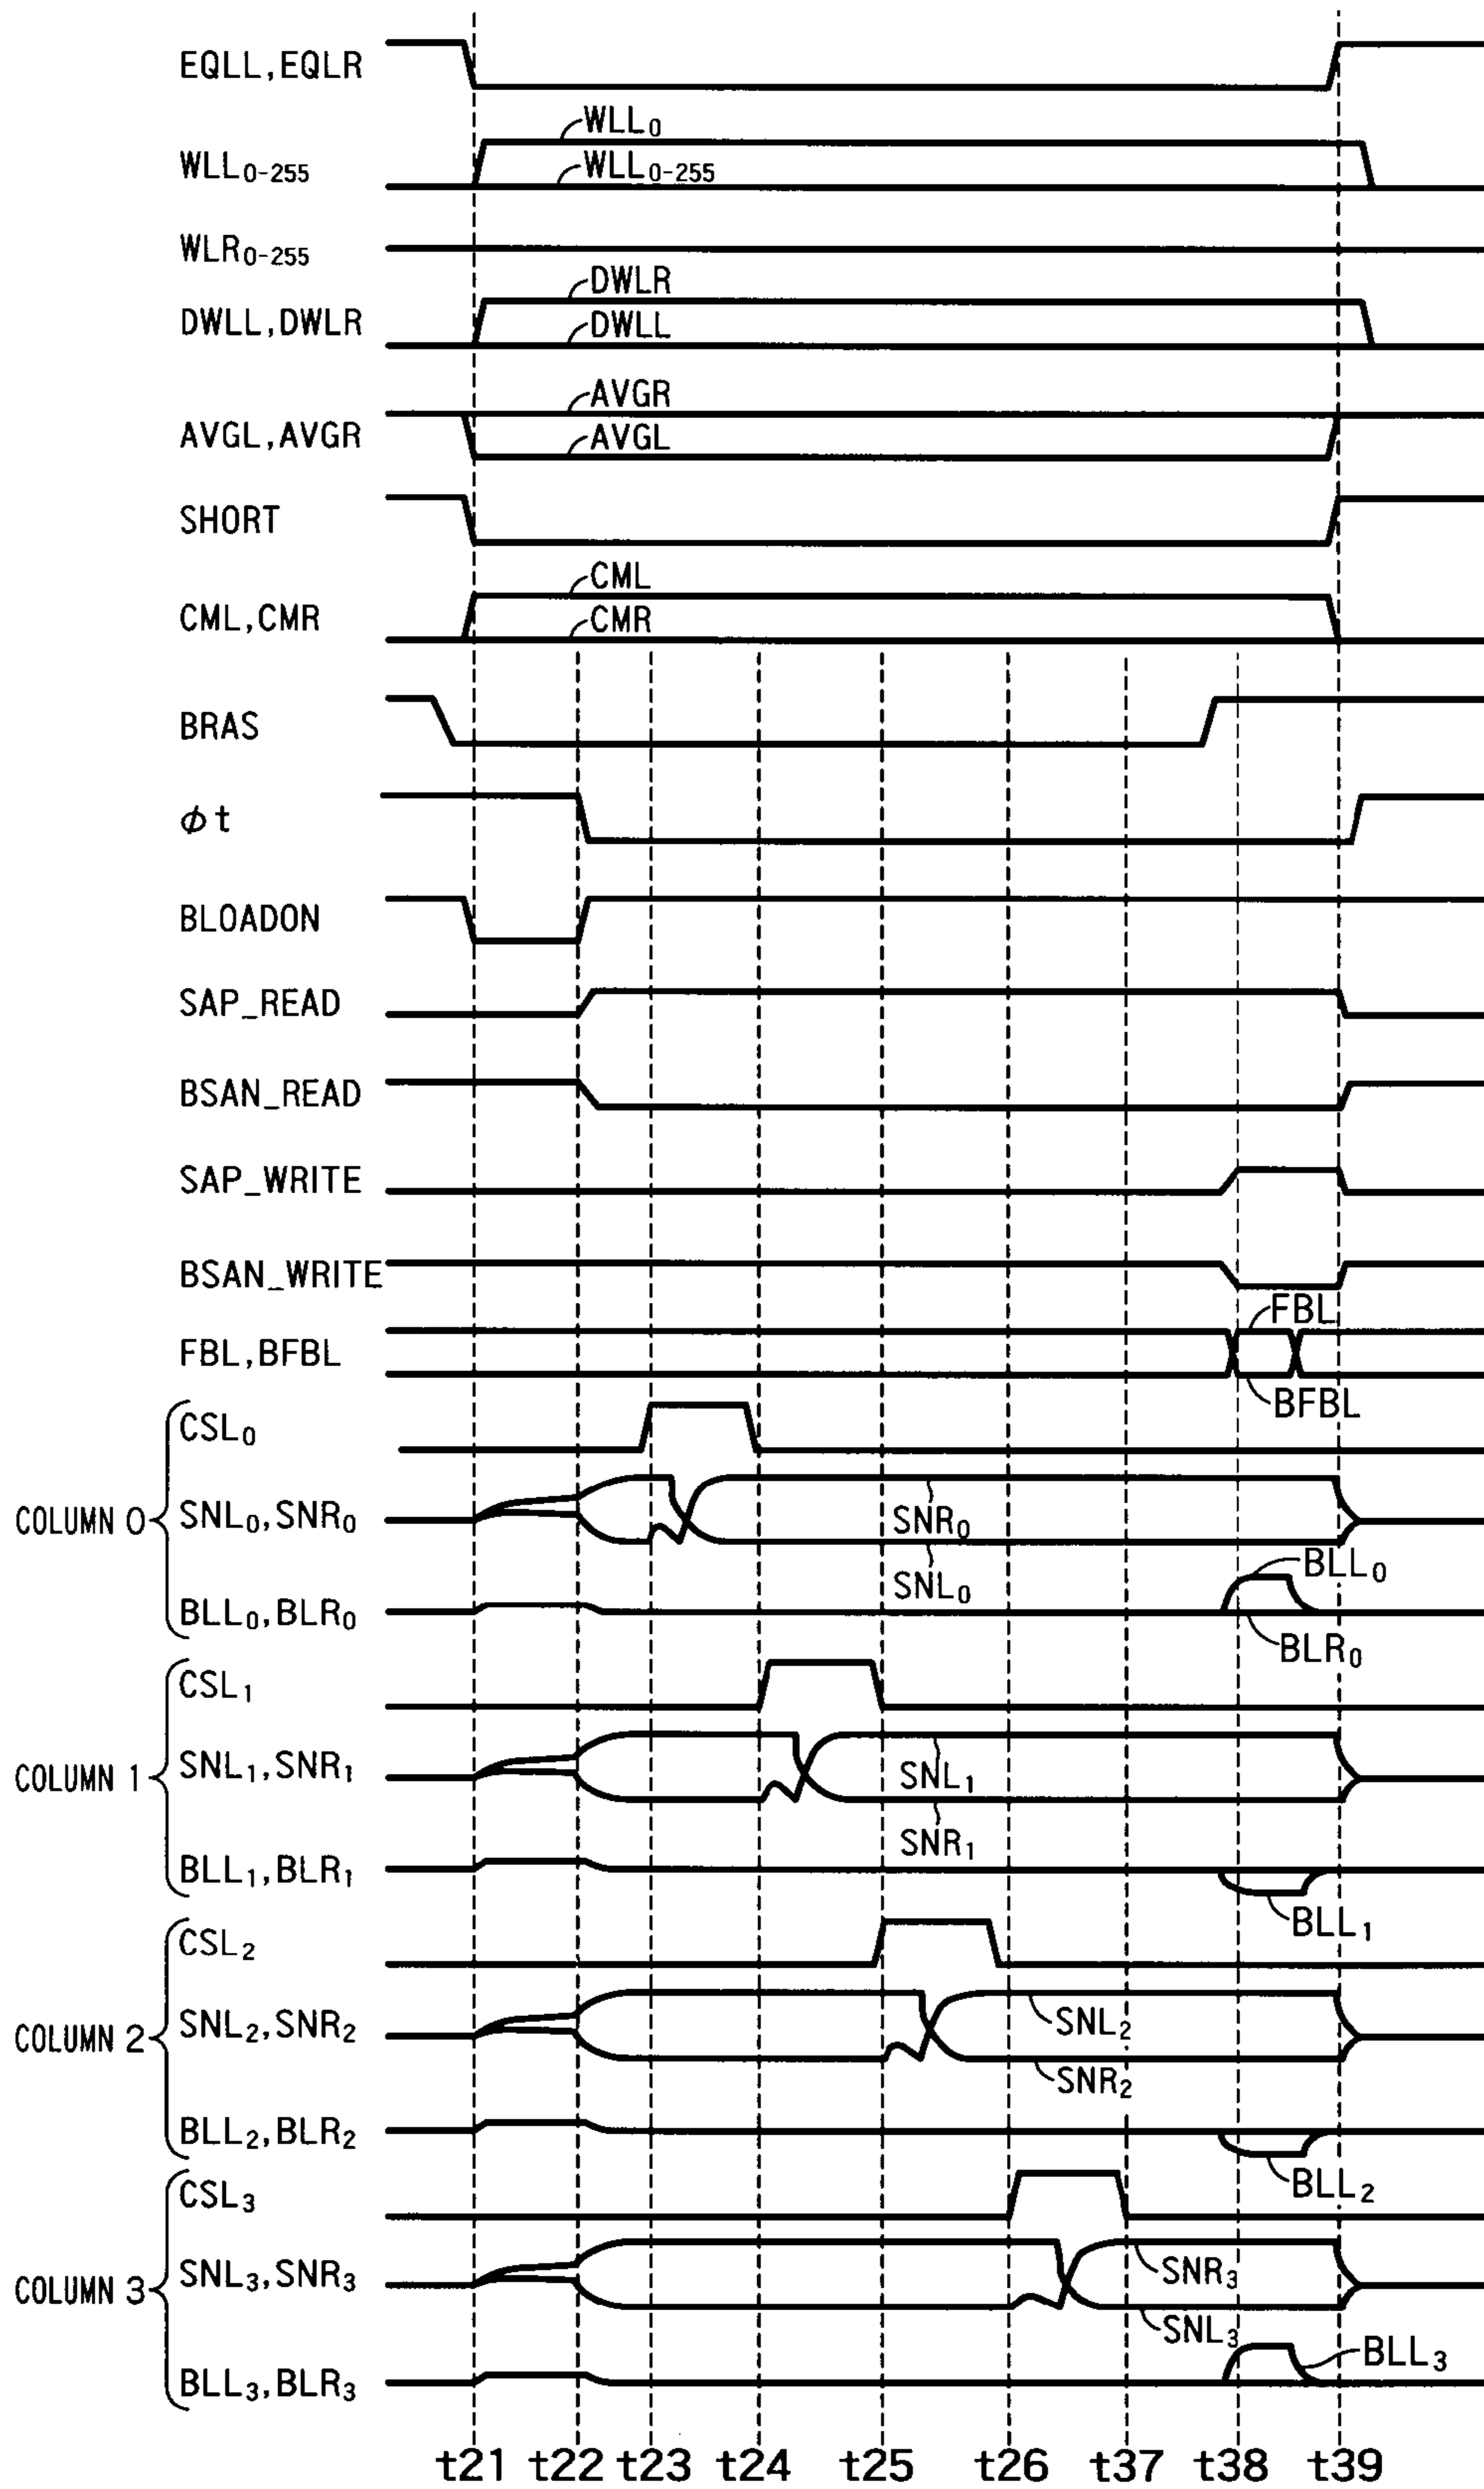 EQLL,EQLR
WLL₀
WLL₀₋₂₅₅
WLL₀₋₂₅₅
WLR₀₋₂₅₅
DWLR
DWLL,DWLR
DWLL
AVGR
AVGL,AVGR
AVGL
SHORT
CML
CML,CMR
CMR
BRAS
Φt
BLOADON
SAP_READ
BSAN_READ
SAP_WRITE
BSAN_WRITE
FBL
FBL,BFBL
BFBL
CSL₀
COLUMN 0
SNL₀,SNR₀
SNR₀
SNL₀
BLL₀
BLL₀,BLR₀
BLR₀
CSL₁
COLUMN 1
SNL₁,SNR₁
SNL₁
SNR₁
BLL₁,BLR₁
BLL₁
CSL₂
COLUMN 2
SNL₂,SNR₂
SNL₂
SNR₂
BLL₂,BLR₂
BLL₂
CSL₃
COLUMN 3
SNL₃,SNR₃
SNR₃
SNL₃
BLL₃
BLL₃,BLR₃
t21 t22 t23 t24 t25 t26 t37 t38 t39